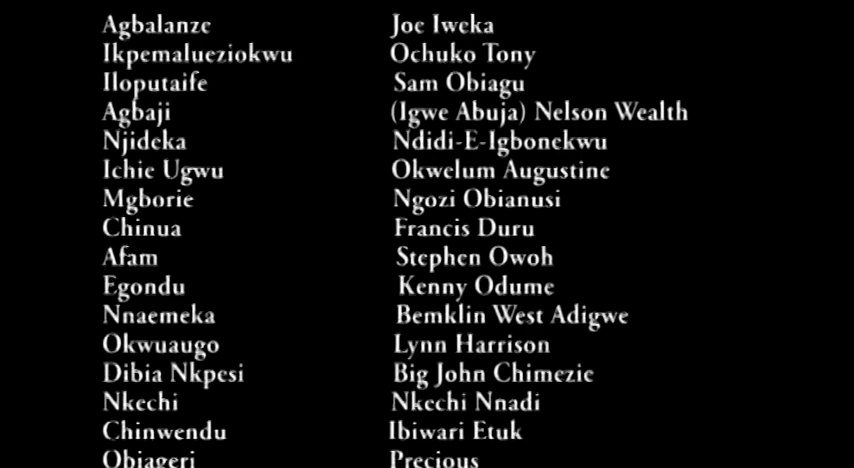 Agbalanze Joe Iweka
Ikpemalueziokwu Ochuko Tony
Iloputaife Sam Obiagu
Agbaji (Igwe Abuja) Nelson Wealth
Njideka Ndidi-E-Igbonekwu
Ichie Ugwu Okwelum Augustine
Mgborie Ngozi Obianusi
Chinua Francis Duru
Afam Stephen Owoh
Egondu Kenny Odume
Nnaemeka Bemklin West Adigwe
Okwuaugo Lynn Harrison
Dibia Nkpesi Big John Chimezie
Nkechi Nkechi Nnadi
Chinwendu Ibiwari Etuk
Obiageri Precious